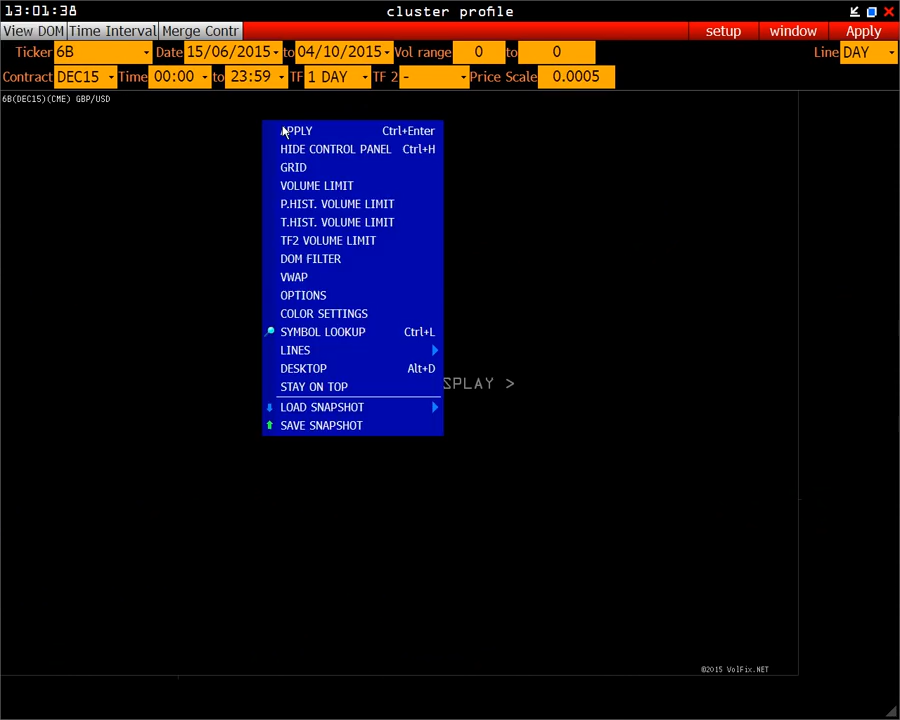 13:01:38 cluster profile
View DOM Time Interval Merge Contr setup window Apply
Ticker 6B Date 15/06/2015 to 04/10/2015 Vol range 0 to 0 Line DAY
Contract DEC15 Time 00:00 to 23:59 TF 1 DAY TF 2 - Price Scale 0.0005
6B(DEC15)(CME) GBP/USD
APPLY Ctrl+Enter
HIDE CONTROL PANEL Ctrl+H
GRID
VOLUME LIMIT
P.HIST. VOLUME LIMIT
T.HIST. VOLUME LIMIT
TF2 VOLUME LIMIT
DOM FILTER
VWAP
OPTIONS
COLOR SETTINGS
SYMBOL LOOKUP Ctrl+L
LINES
DESKTOP Alt+D
SPLAY >
STAY ON TOP
LOAD SNAPSHOT
SAVE SNAPSHOT
©2015 VolFix.NET